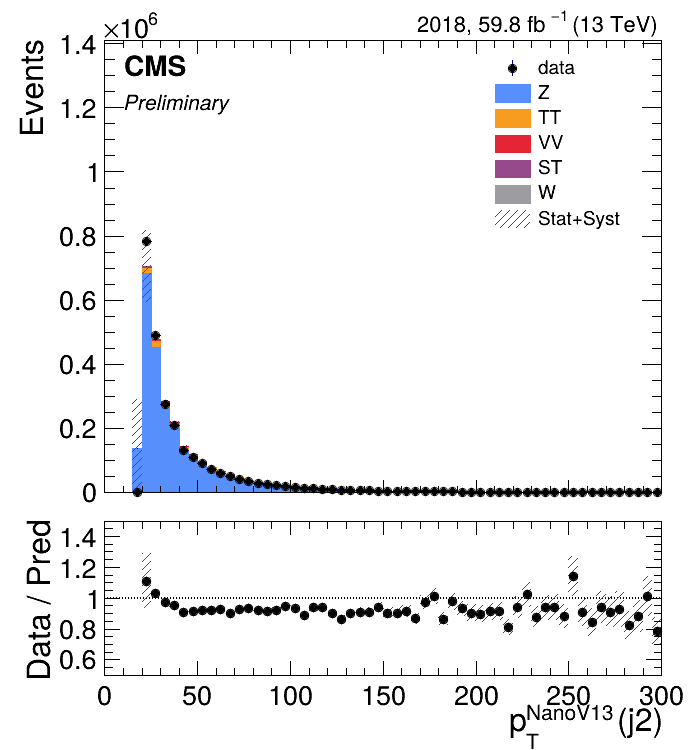 ×10⁶
2018, 59.8 fb⁻¹ (13 TeV)
Events
1.4
1.2
1
0.8
0.6
0.4
0.2
0
CMS
Preliminary
data
Z
TT
VV
ST
W
Stat+Syst
Data / Pred
1.4
1.2
1
0.8
0.6
0 50 100 150 200 250 300
p_T^NanoV13 (j2)